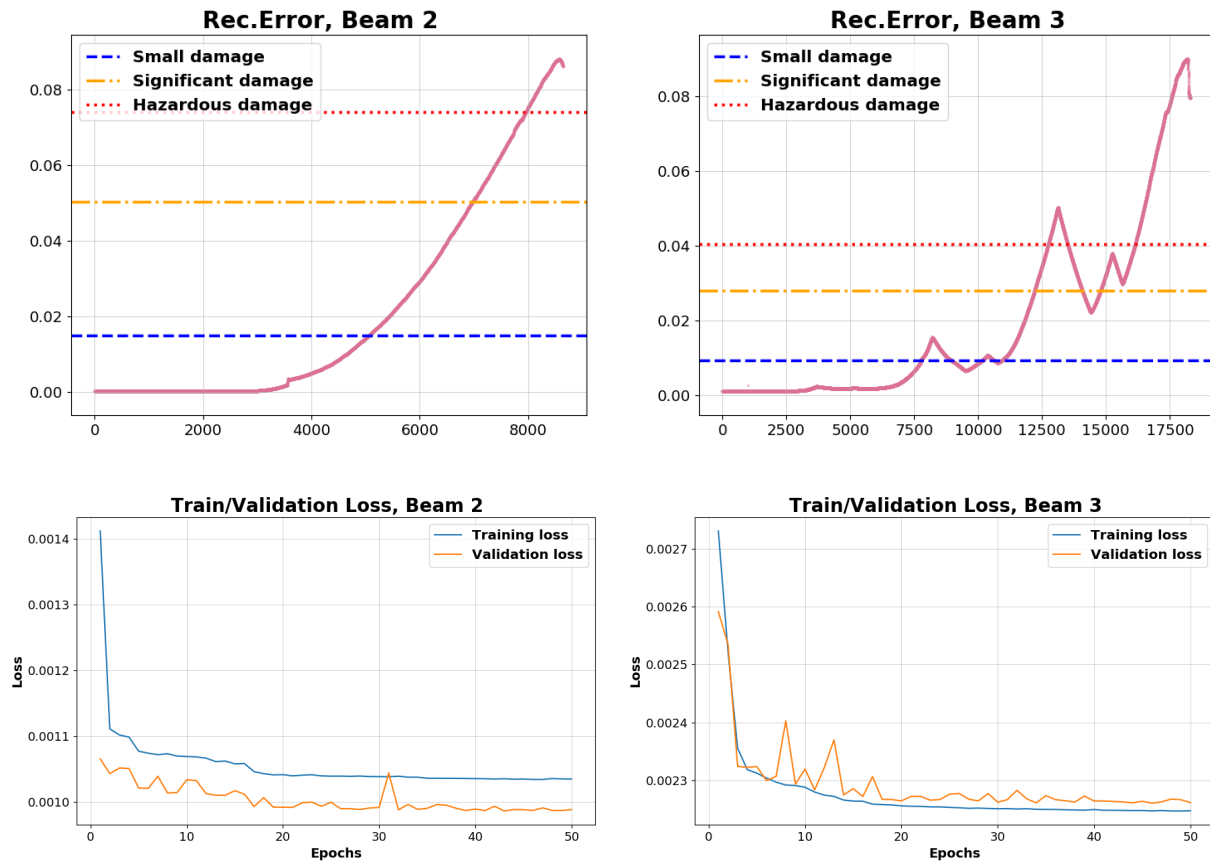 Rec.Error, Beam 2
Small damage
Significant damage
Hazardous damage
0.08
0.06
0.04
0.02
0.00
0 2000 4000 6000 8000
Rec.Error, Beam 3
Small damage
Significant damage
Hazardous damage
0.08
0.06
0.04
0.02
0.00
0 2500 5000 7500 10000 12500 15000 17500
Train/Validation Loss, Beam 2
Training loss
Validation loss
Loss
0.0014
0.0013
0.0012
0.0011
0.0010
0 10 20 30 40 50
Epochs
Train/Validation Loss, Beam 3
Training loss
Validation loss
Loss
0.0027
0.0026
0.0025
0.0024
0.0023
0 10 20 30 40 50
Epochs